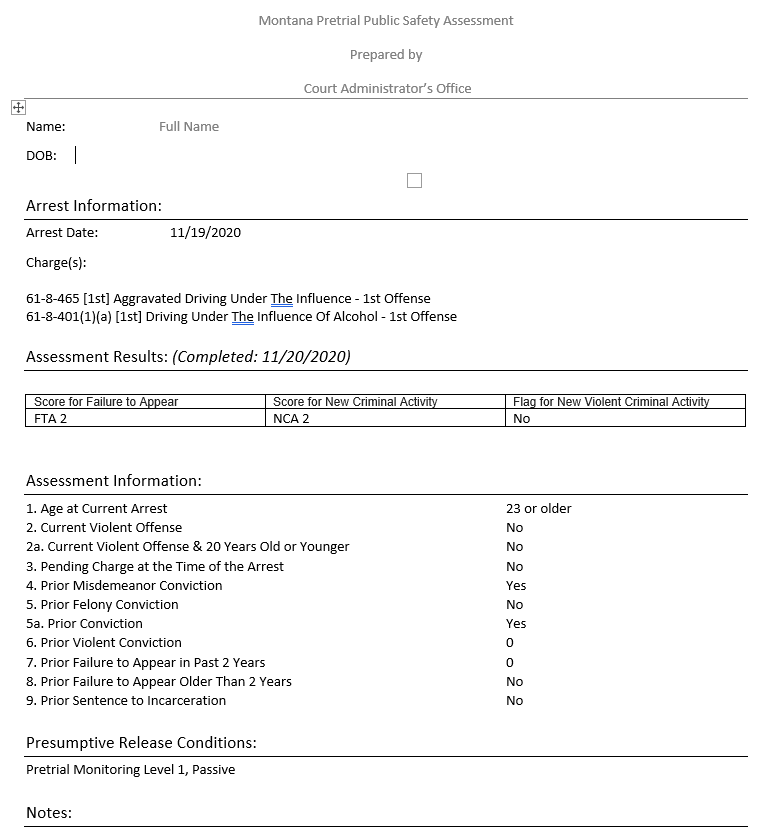 Montana Pretrial Public Safety Assessment
Prepared by
Court Administrator's Office
Name: Full Name
DOB:
Arrest Information:
Arrest Date: 11/19/2020
Charge(s):
61-8-465 [1st] Aggravated Driving Under The Influence - 1st Offense
61-8-401(1)(a) [1st] Driving Under The Influence Of Alcohol - 1st Offense
Assessment Results: (Completed: 11/20/2020)
Score for Failure to Appear Score for New Criminal Activity Flag for New Violent Criminal Activity
FTA 2 NCA 2 No
Assessment Information:
1. Age at Current Arrest 23 or older
2. Current Violent Offense No
2a. Current Violent Offense & 20 Years Old or Younger No
3. Pending Charge at the Time of the Arrest No
4. Prior Misdemeanor Conviction Yes
5. Prior Felony Conviction No
5a. Prior Conviction Yes
6. Prior Violent Conviction 0
7. Prior Failure to Appear in Past 2 Years 0
8. Prior Failure to Appear Older Than 2 Years No
9. Prior Sentence to Incarceration No
Presumptive Release Conditions:
Pretrial Monitoring Level 1, Passive
Notes: